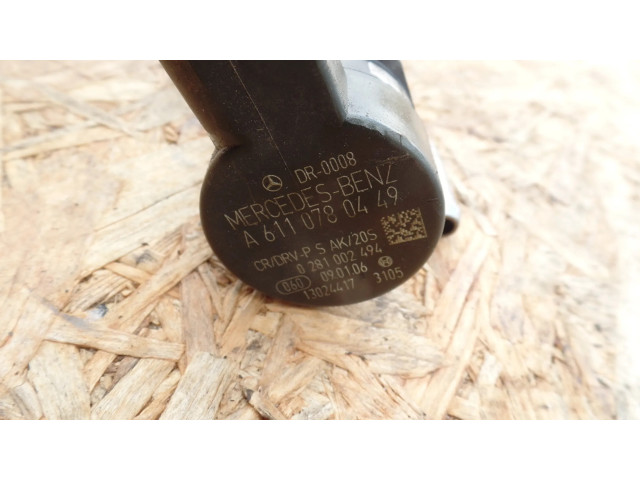 DR-0008
MERCEDES-BENZ
A 611 078 04 49
CR/DRV-P S AK/20S
0 281 002 494
060 09.01.06
13024417 3105